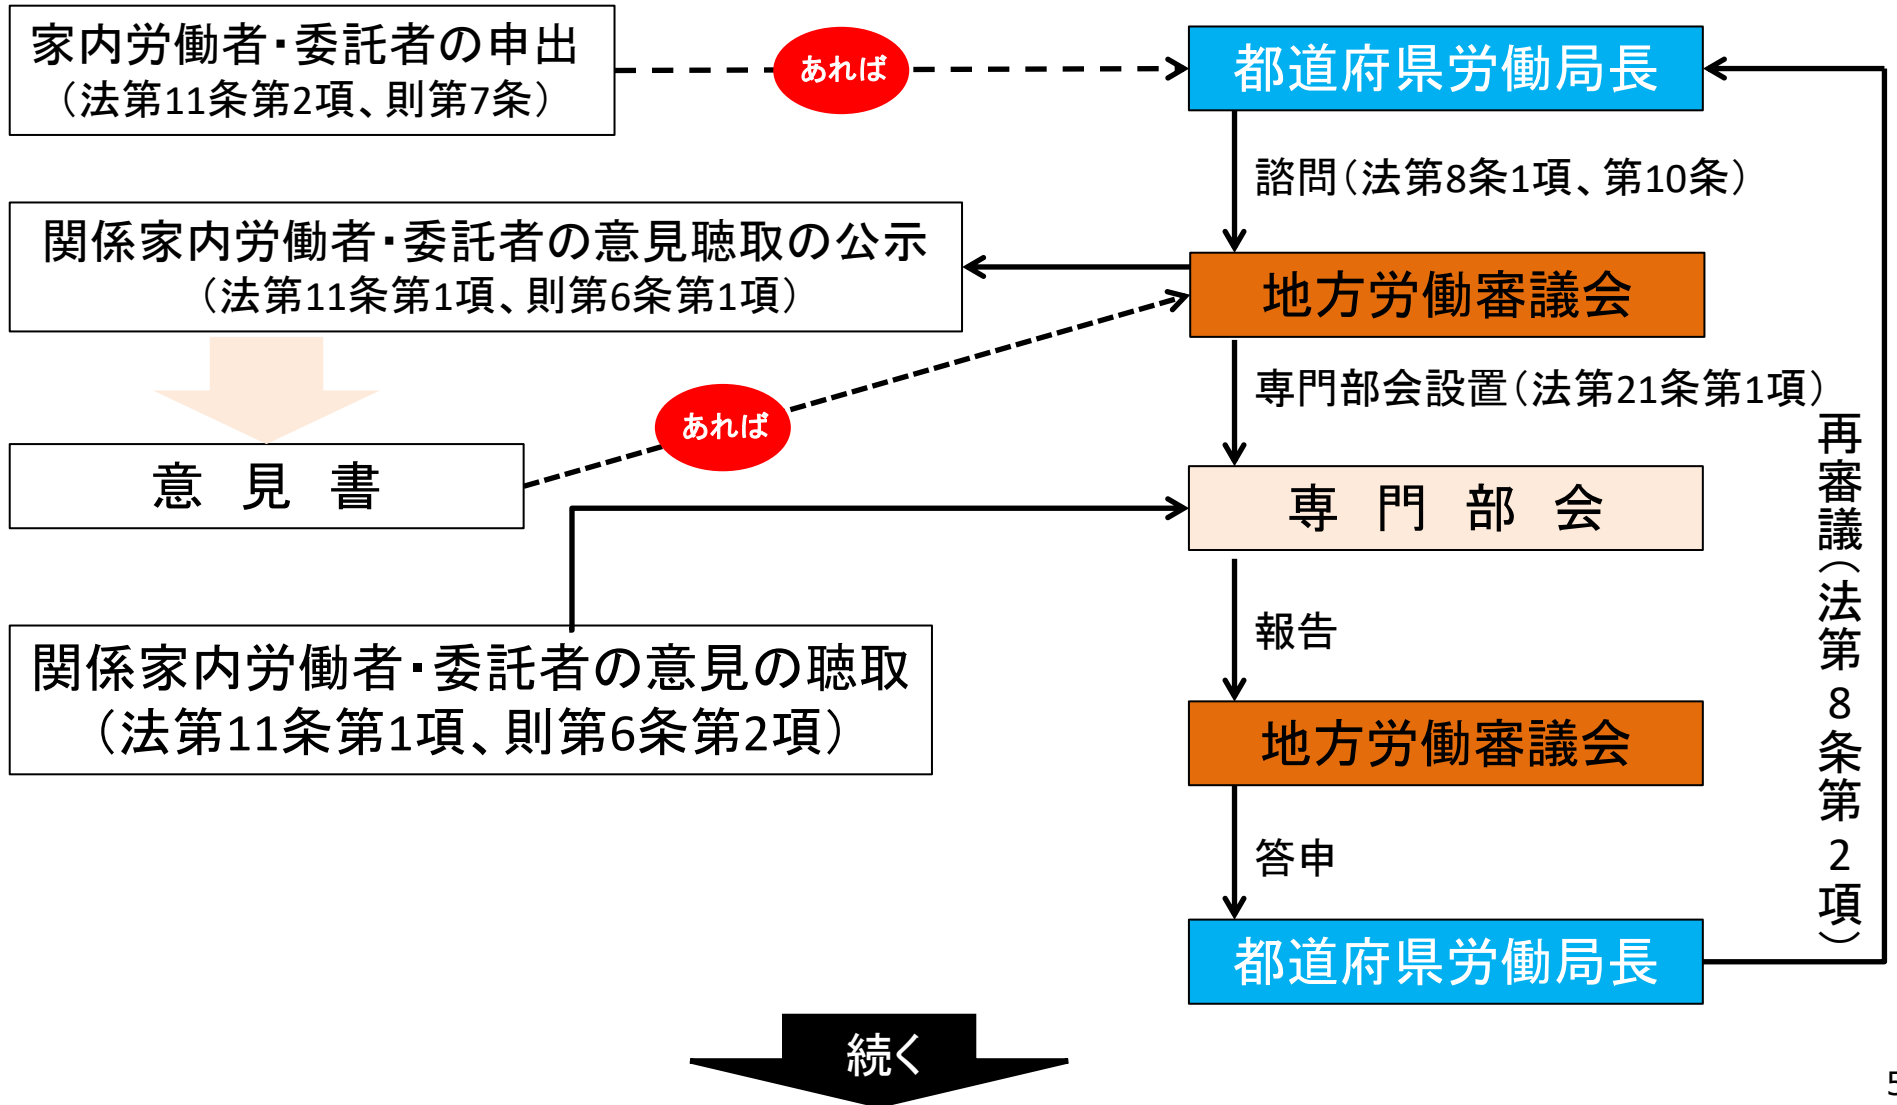 家内労働者・委託者の申出
（法第11条第2項、則第7条）
あれば
都道府県労働局長
諮問（法第8条1項、第10条）
関係家内労働者・委託者の意見聴取の公示
（法第11条第1項、則第6条第1項）
地方労働審議会
専門部会設置（法第21条第1項）
あれば
意　見　書
専　門　部　会
再審議（法第８条第２項）
報告
関係家内労働者・委託者の意見の聴取
（法第11条第1項、則第6条第2項）
地方労働審議会
答申
都道府県労働局長
続く
5